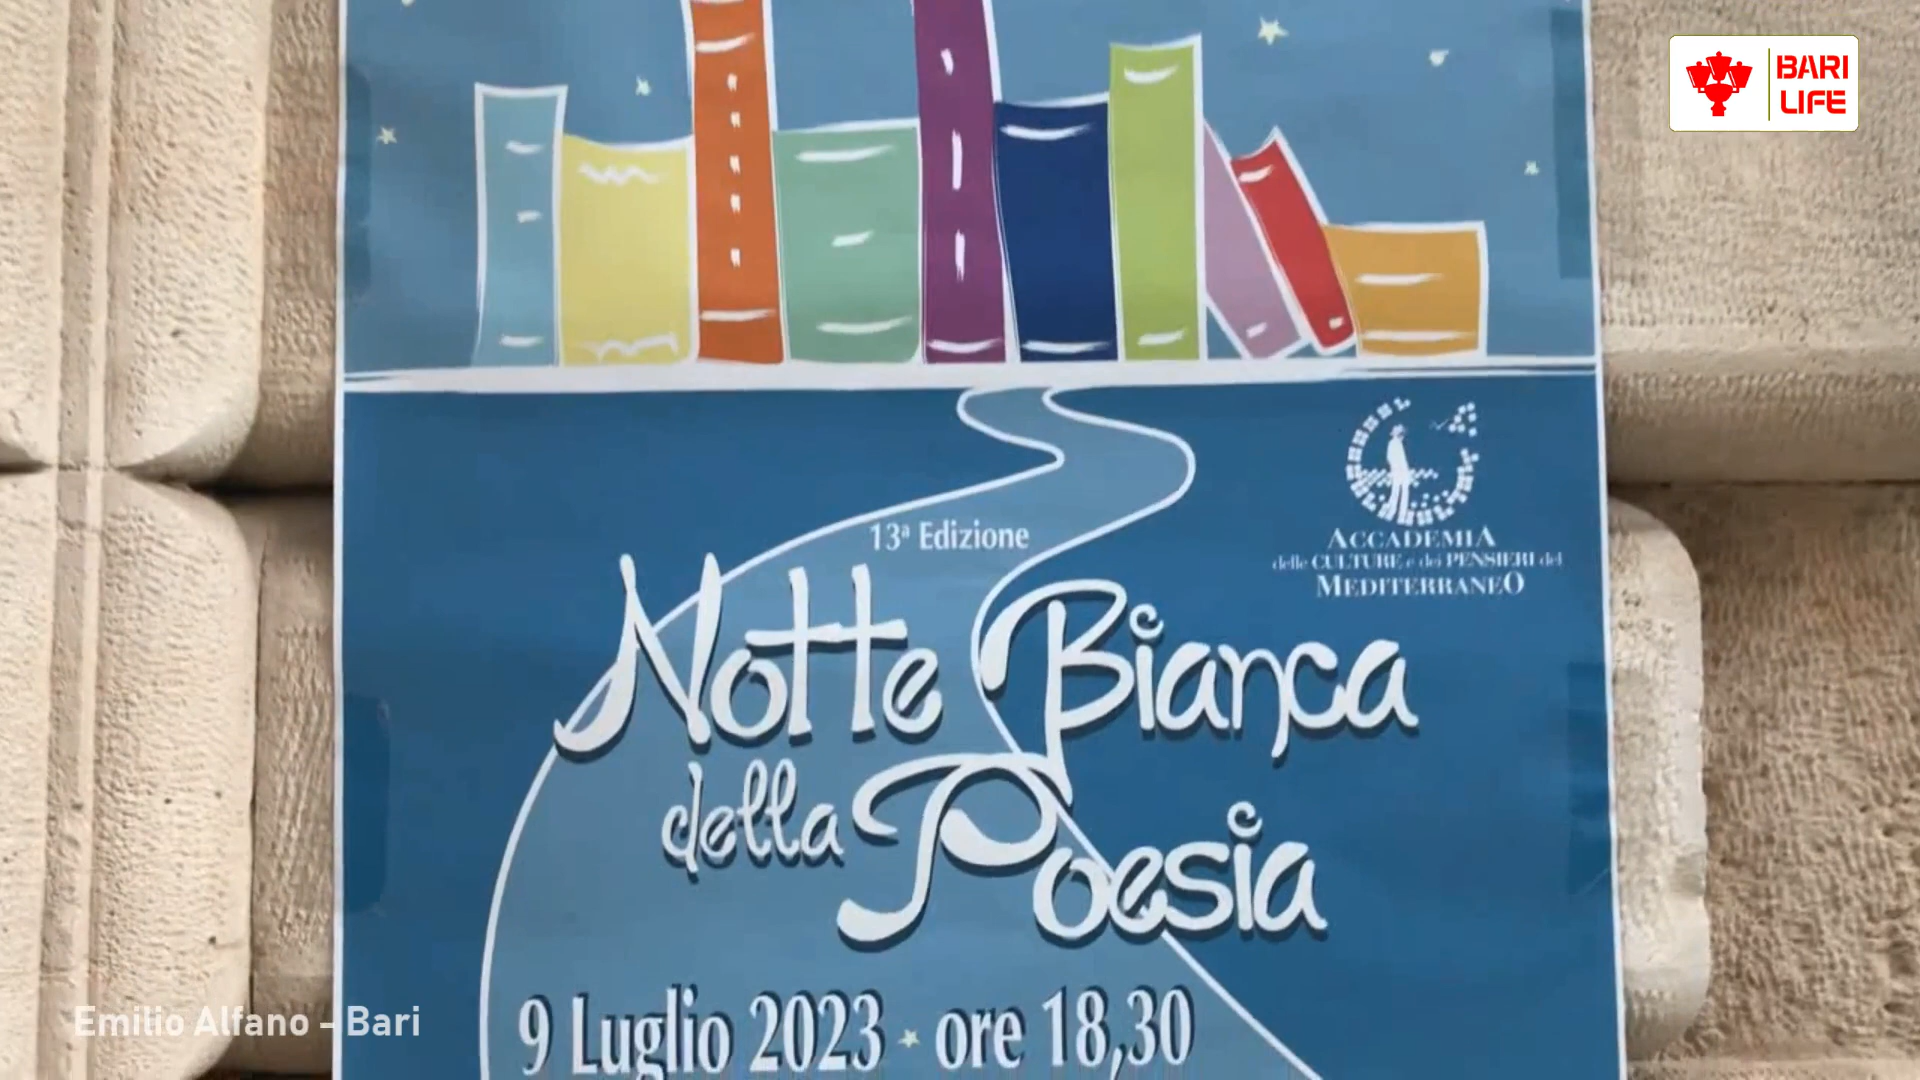 BARI
LIFE
13ª Edizione
ACCADEMIA
delle CULTURE e dei PENSIERI del
MEDITERRANEO
Notte Bianca
della Poesia
9 Luglio 2023 ⋆ ore 18,30
Emilio Alfano - Bari